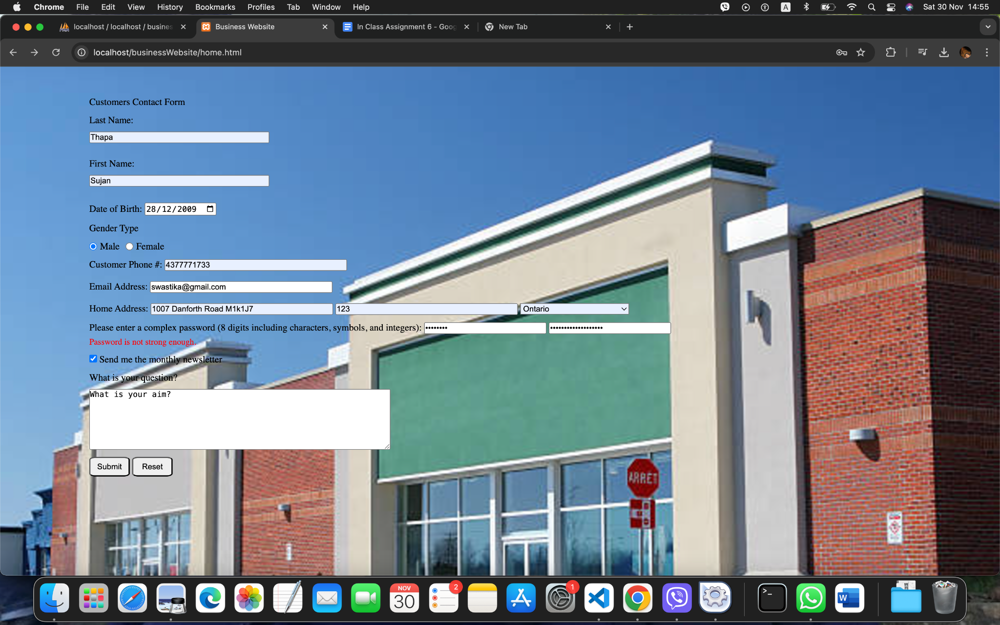 Chrome File Edit View History Bookmarks Profiles Tab Window Help A Sat 30 Nov 14:55
localhost / localhost / busines Business Website In Class Assignment 6 - Goog New Tab
localhost/businessWebsite/home.html
Customers Contact Form
Last Name:
Thapa
First Name:
Sujan
Date of Birth: 28/12/2009
Gender Type
Male Female
Customer Phone #: 4377771733
Email Address: swastika@gmail.com
Home Address: 1007 Danforth Road M1k1J7 123 Ontario
Please enter a complex password (8 digits including characters, symbols, and integers): •••••••• ••••••••••••••••••
Password is not strong enough.
Send me the monthly newsletter
What is your question?
What is your aim?
Submit Reset
ARRET
NOV
30
2
1
>_
W